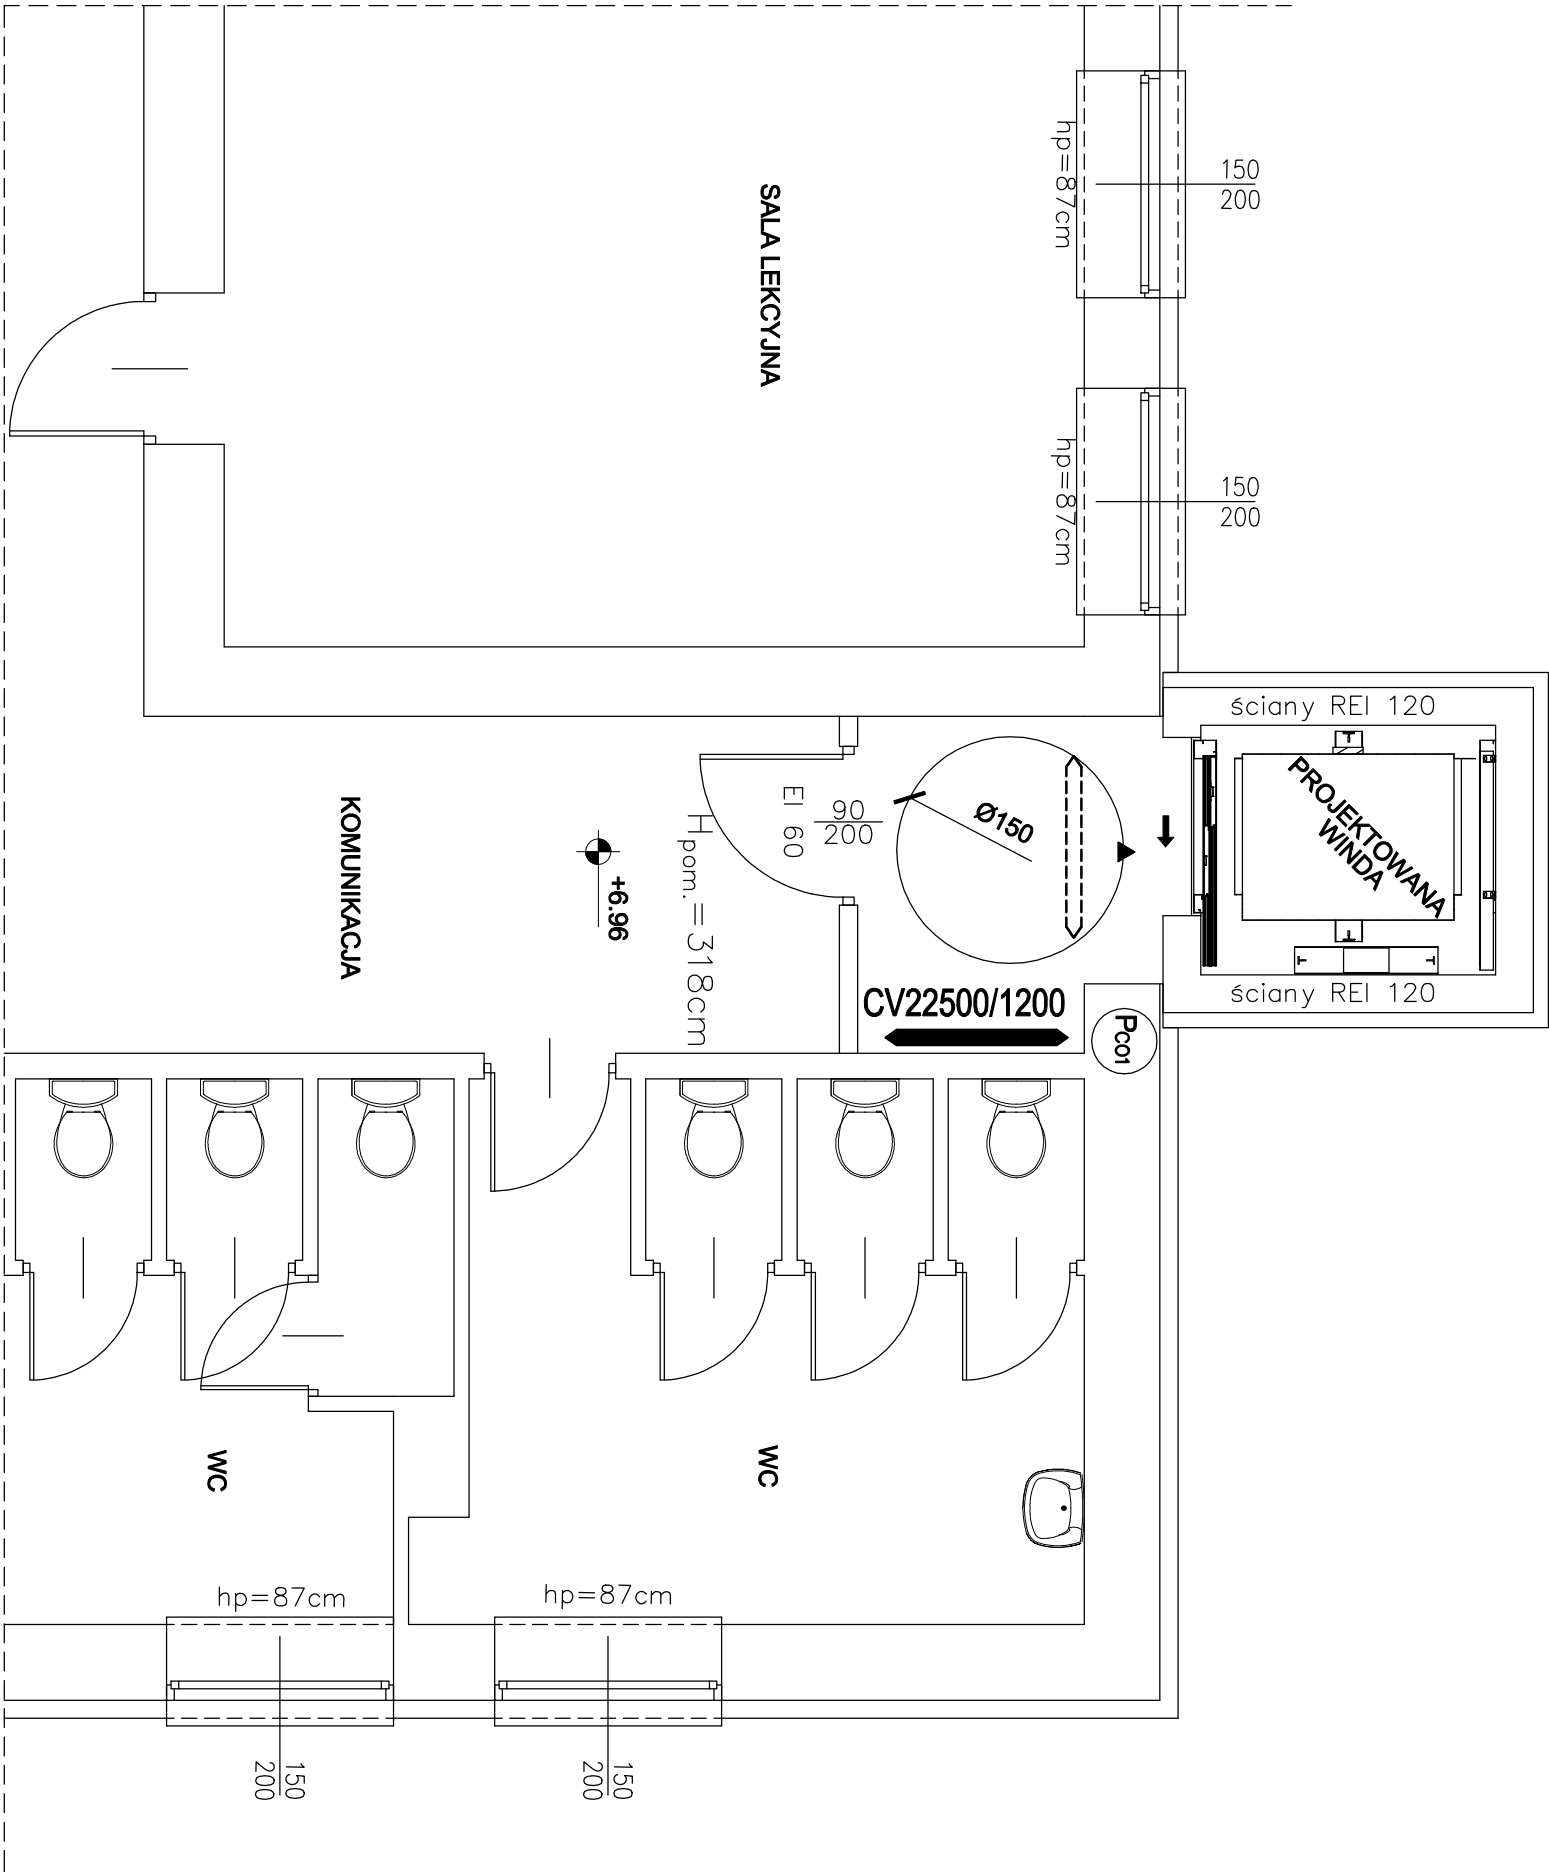 150
200
hp=87cm
SALA LEKCYJNA
150
200
hp=87cm
ściany REI 120
PROJEKTOWANA
WINDA
ściany REI 120
Ø150
90
200
EI 60
Hpom.=318cm
+6.96
KOMUNIKACJA
CV22500/1200
Pco1
WC
WC
hp=87cm
hp=87cm
150
200
150
200